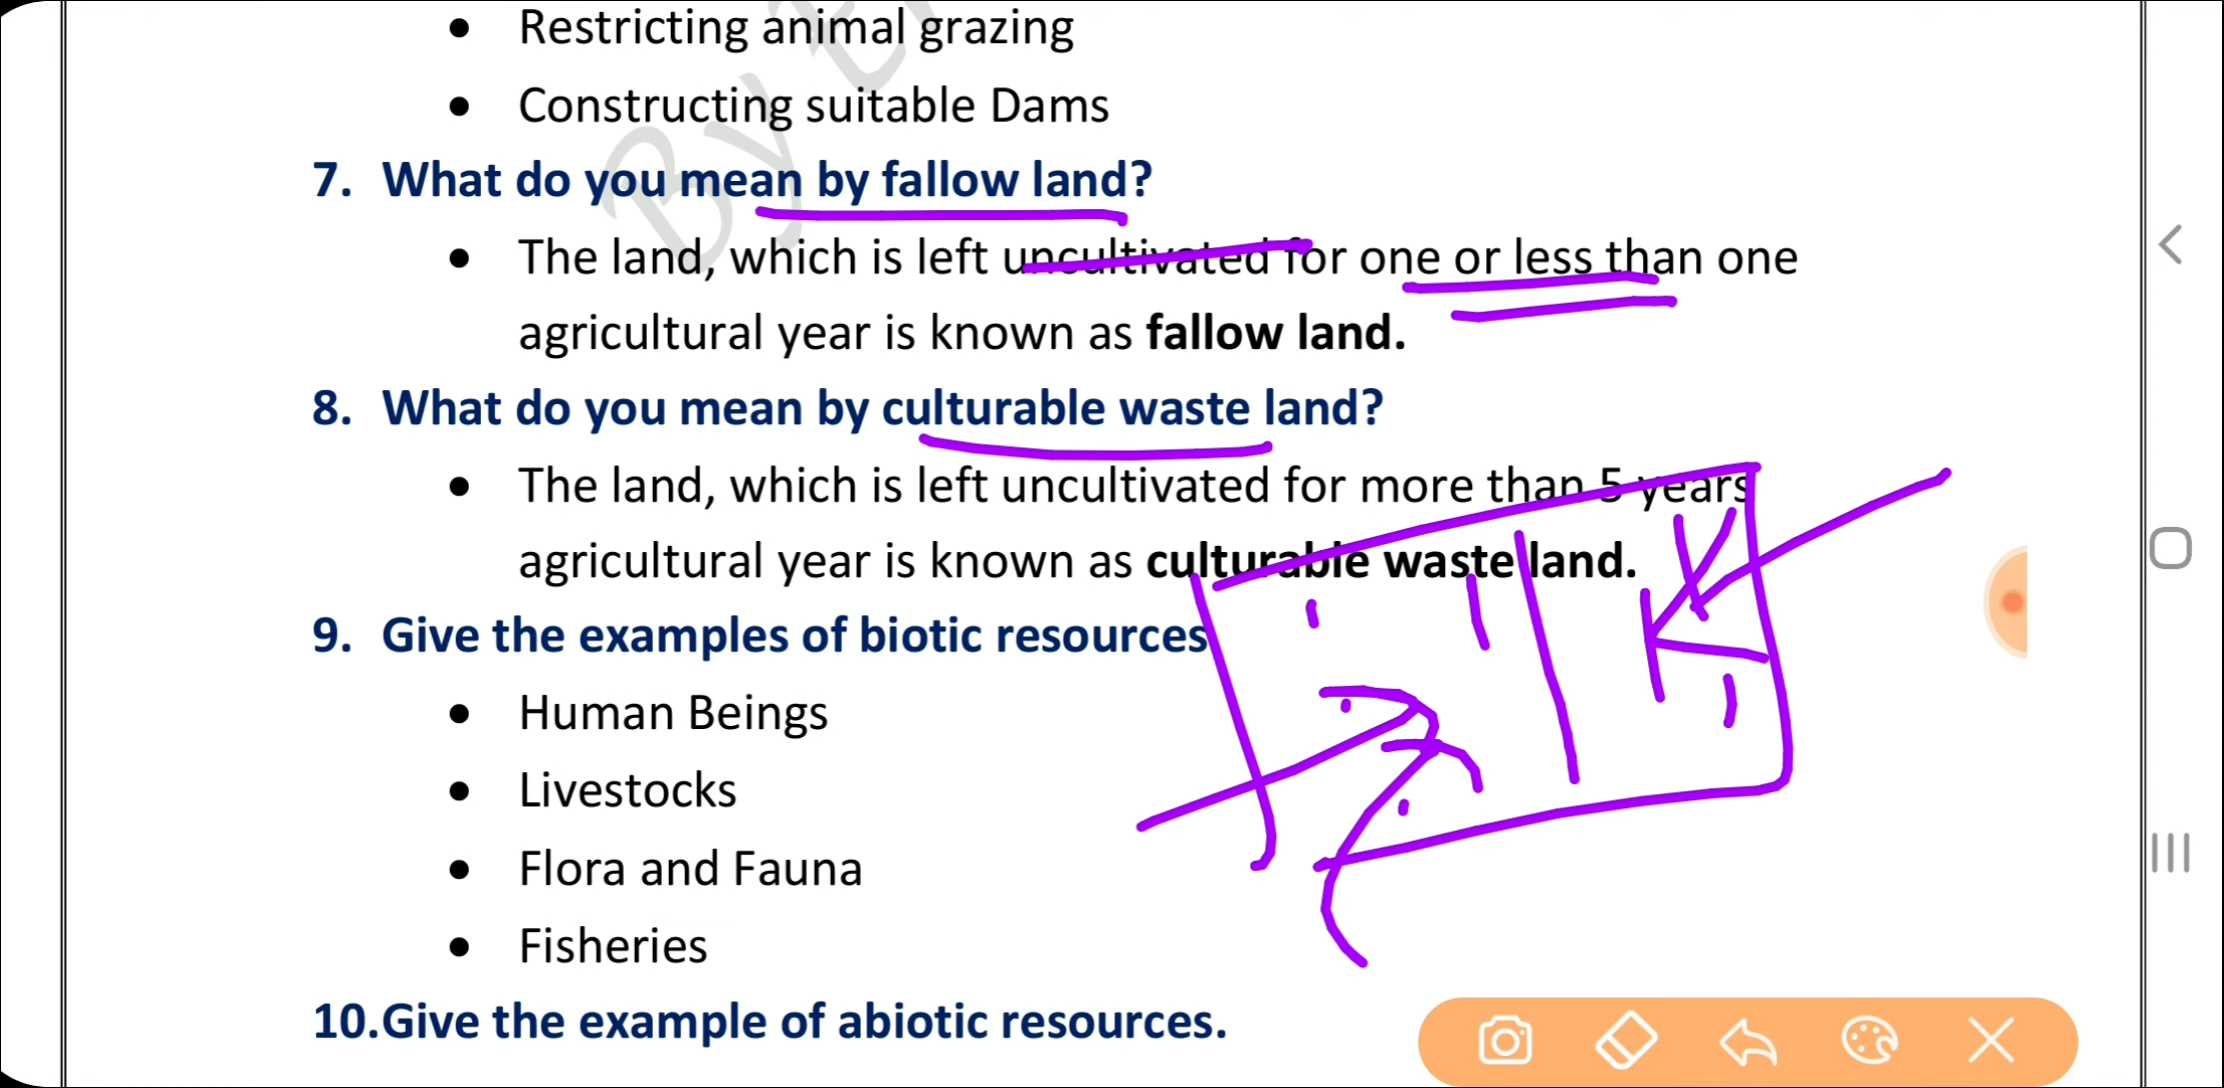 • Restricting animal grazing
• Constructing suitable Dams
7. What do you mean by fallow land?
• The land, which is left uncultivated for one or less than one
agricultural year is known as fallow land.
8. What do you mean by culturable waste land?
• The land, which is left uncultivated for more than 5 years
agricultural year is known as culturable waste land.
9. Give the examples of biotic resources
• Human Beings
• Livestocks
• Flora and Fauna
• Fisheries
10.Give the example of abiotic resources.
By